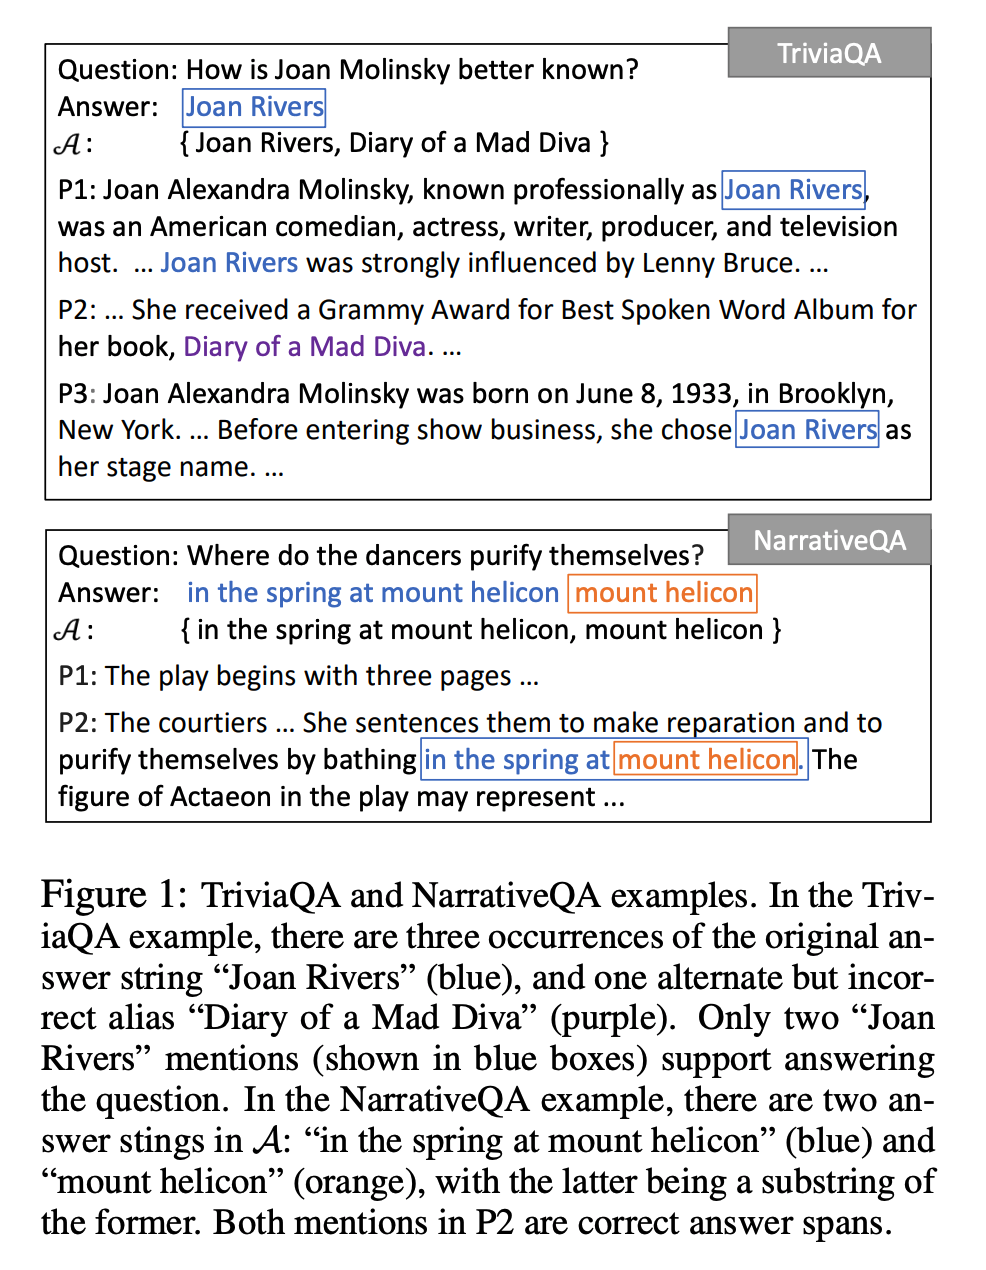 TriviaQA
Question: How is Joan Molinsky better known?
Answer: Joan Rivers
𝒜: { Joan Rivers, Diary of a Mad Diva }
P1: Joan Alexandra Molinsky, known professionally as Joan Rivers,
was an American comedian, actress, writer, producer, and television
host. ... Joan Rivers was strongly influenced by Lenny Bruce. ...
P2: ... She received a Grammy Award for Best Spoken Word Album for
her book, Diary of a Mad Diva. ...
P3: Joan Alexandra Molinsky was born on June 8, 1933, in Brooklyn,
New York. ... Before entering show business, she chose Joan Rivers as
her stage name. ...
NarrativeQA
Question: Where do the dancers purify themselves?
Answer: in the spring at mount helicon mount helicon
𝒜: { in the spring at mount helicon, mount helicon }
P1: The play begins with three pages ...
P2: The courtiers ... She sentences them to make reparation and to
purify themselves by bathing in the spring at mount helicon. The
figure of Actaeon in the play may represent ...
Figure 1: TriviaQA and NarrativeQA examples. In the Triv-
iaQA example, there are three occurrences of the original an-
swer string “Joan Rivers” (blue), and one alternate but incor-
rect alias “Diary of a Mad Diva” (purple). Only two “Joan
Rivers” mentions (shown in blue boxes) support answering
the question. In the NarrativeQA example, there are two an-
swer stings in 𝒜: “in the spring at mount helicon” (blue) and
“mount helicon” (orange), with the latter being a substring of
the former. Both mentions in P2 are correct answer spans.